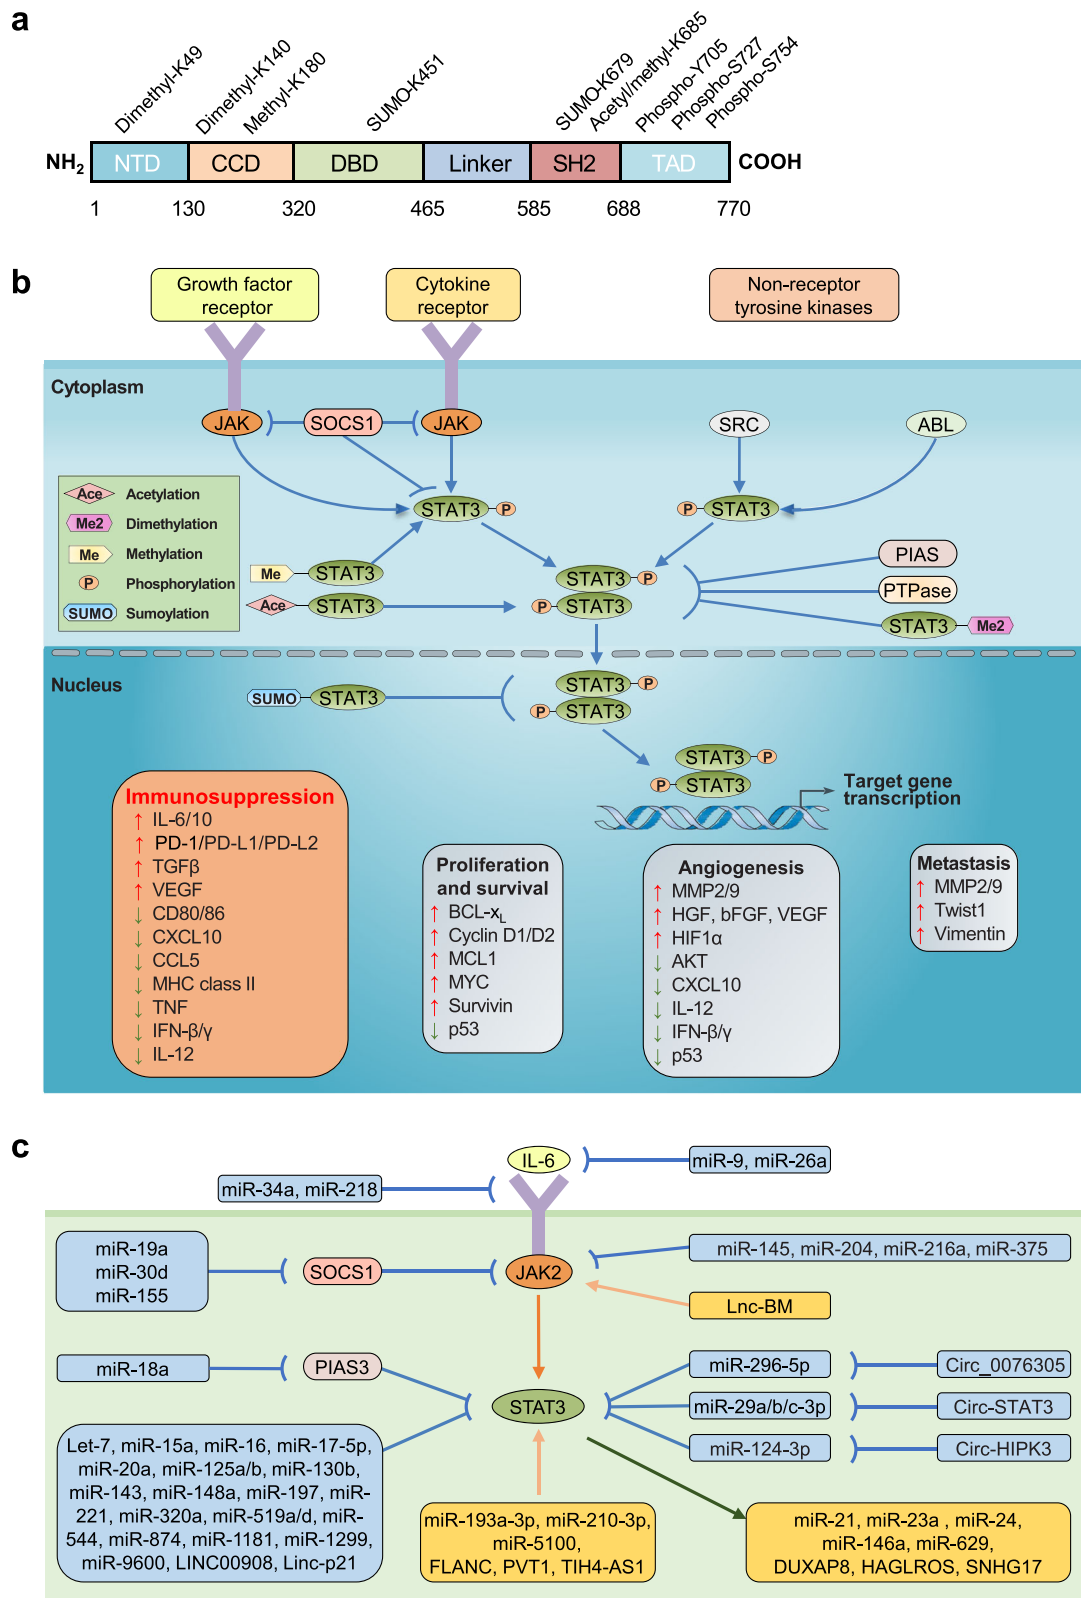 a
Dimethyl-K49
Dimethyl-K140
Methyl-K180
SUMO-K451
SUMO-K679
Acetyl/methyl-K685
Phospho-Y705
Phospho-S727
Phospho-S754
NH2 NTD CCD DBD Linker SH2 TAD COOH
1 130 320 465 585 688 770
b
Growth factor
receptor
Cytokine
receptor
Non-receptor
tyrosine kinases
Cytoplasm
JAK SOCS1 JAK SRC ABL
Ace Acetylation
Me2 Dimethylation
Me Methylation
P Phosphorylation
SUMO Sumoylation
STAT3 P
P STAT3
Me STAT3
Ace STAT3
STAT3 P
P STAT3
PIAS
PTPase
STAT3 Me2
Nucleus
SUMO STAT3
STAT3 P
P STAT3
STAT3 P
P STAT3
Target gene
transcription
Immunosuppression
↑ IL-6/10
↑ PD-1/PD-L1/PD-L2
↑ TGFβ
↑ VEGF
↓ CD80/86
↓ CXCL10
↓ CCL5
↓ MHC class II
↓ TNF
↓ IFN-β/γ
↓ IL-12
Proliferation
and survival
↑ BCL-xL
↑ Cyclin D1/D2
↑ MCL1
↑ MYC
↑ Survivin
↓ p53
Angiogenesis
↑ MMP2/9
↑ HGF, bFGF, VEGF
↑ HIF1α
↓ AKT
↓ CXCL10
↓ IL-12
↓ IFN-β/γ
↓ p53
Metastasis
↑ MMP2/9
↑ Twist1
↑ Vimentin
c
IL-6
miR-9, miR-26a
miR-34a, miR-218
miR-19a
miR-30d
miR-155
SOCS1
JAK2
miR-145, miR-204, miR-216a, miR-375
Lnc-BM
miR-18a
PIAS3
STAT3
miR-296-5p
Circ_0076305
miR-29a/b/c-3p
Circ-STAT3
miR-124-3p
Circ-HIPK3
Let-7, miR-15a, miR-16, miR-17-5p,
miR-20a, miR-125a/b, miR-130b,
miR-143, miR-148a, miR-197, miR-
221, miR-320a, miR-519a/d, miR-
544, miR-874, miR-1181, miR-1299,
miR-9600, LINC00908, Linc-p21
miR-193a-3p, miR-210-3p,
miR-5100,
FLANC, PVT1, TIH4-AS1
miR-21, miR-23a , miR-24,
miR-146a, miR-629,
DUXAP8, HAGLROS, SNHG17